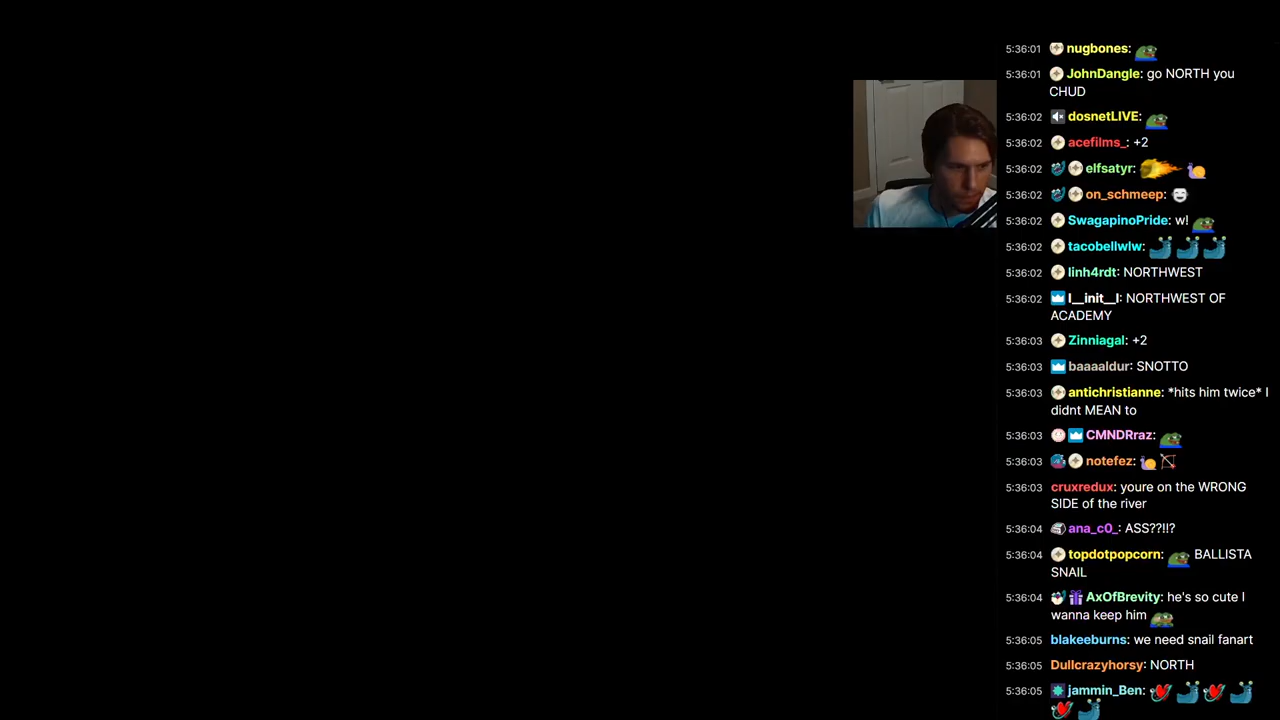 5:36:01 nugbones:
5:36:01 JohnDangle: go NORTH you
CHUD
5:36:02 dosnetLIVE:
5:36:02 acefilms_: +2
5:36:02 elfsatyr:
5:36:02 on_schmeep:
5:36:02 SwagapinoPride: w!
5:36:02 tacobellwlw:
5:36:02 linh4rdt: NORTHWEST
5:36:02 l__init__l: NORTHWEST OF
ACADEMY
5:36:03 Zinniagal: +2
5:36:03 baaaaldur: SNOTTO
5:36:03 antichristianne: *hits him twice* I
didnt MEAN to
5:36:03 CMNDRraz:
5:36:03 notefez:
5:36:03 cruxredux: youre on the WRONG
SIDE of the river
5:36:04 ana_c0_: ASS??!!?
5:36:04 topdotpopcorn: BALLISTA
SNAIL
5:36:04 AxOfBrevity: he's so cute I
wanna keep him
5:36:05 blakeeburns: we need snail fanart
5:36:05 Dullcrazyhorsy: NORTH
5:36:05 jammin_Ben: